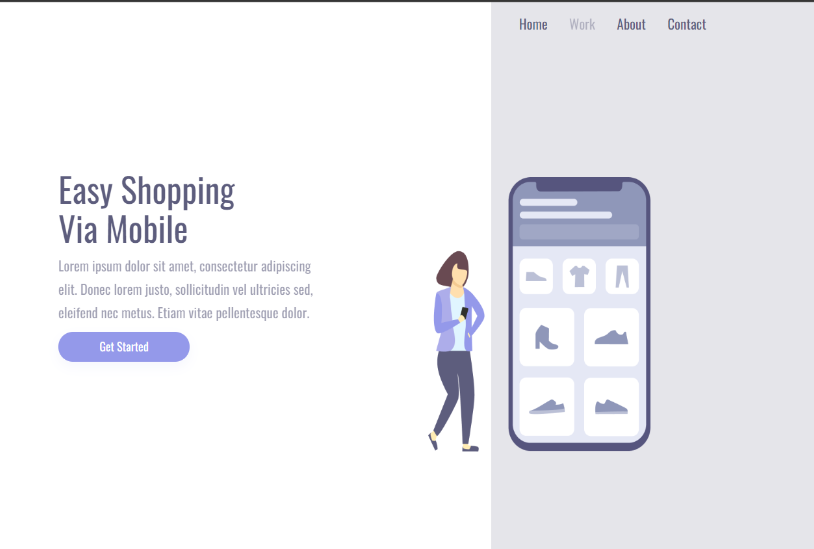 Home Work About Contact
Easy Shopping
Via Mobile
Lorem ipsum dolor sit amet, consectetur adipiscing
elit. Donec lorem justo, sollicitudin vel ultricies sed,
eleifend nec metus. Etiam vitae pellentesque dolor.
Get Started